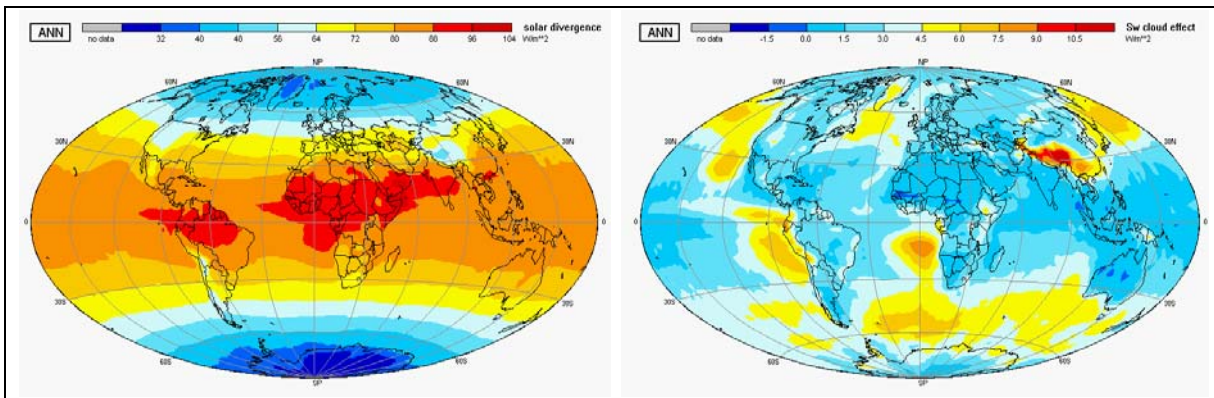 ANN
solar divergence
no data 32 40 48 56 64 72 80 88 96 104 W/m**2
NP
60N 60N
30N 30N
0 0
30S 30S
60S 60S
SP
ANN
Sw cloud effect
no data -1.5 0.0 1.5 3.0 4.5 6.0 7.5 9.0 10.5 W/m**2
NP
60N 60N
30N 30N
0 0
30S 30S
60S 60S
SP